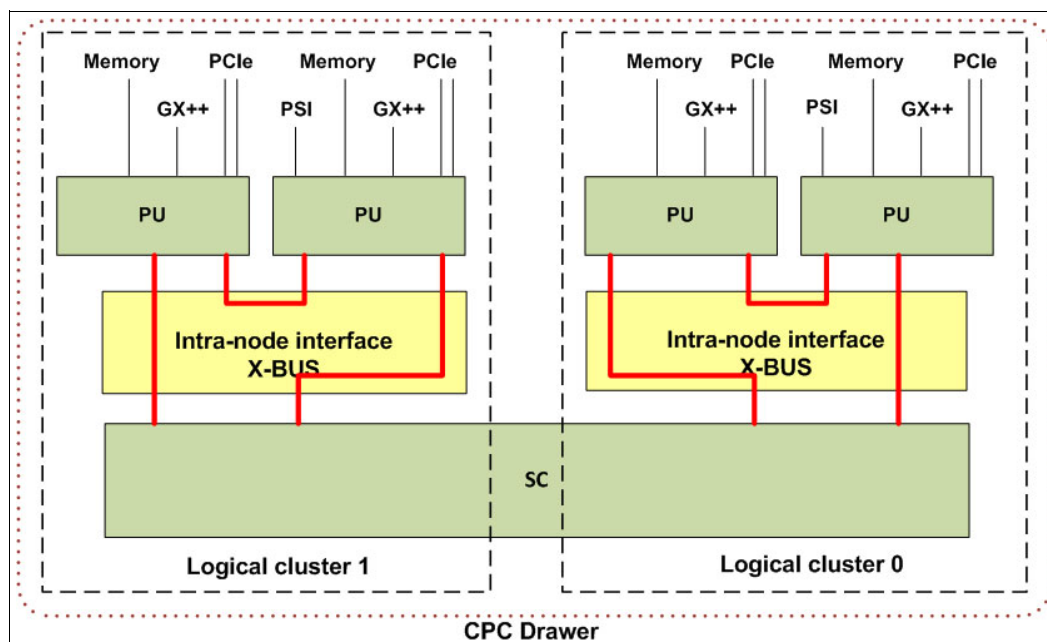 Memory PCIe Memory PCIe
GX++ PSI GX++
PU PU
Intra-node interface
X-BUS
Memory PCIe Memory PCIe
GX++ PSI GX++
PU PU
Intra-node interface
X-BUS
SC
Logical cluster 1
Logical cluster 0
CPC Drawer